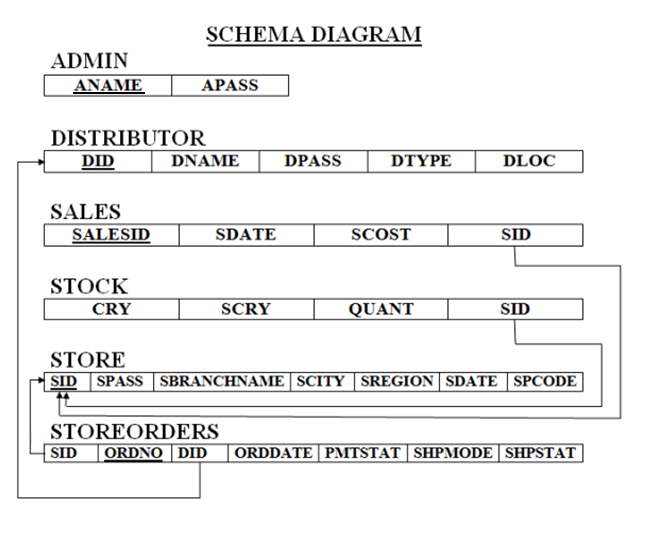 SCHEMA DIAGRAM
ADMIN
ANAME APASS
DISTRIBUTOR
DID DNAME DPASS DTYPE DLOC
SALES
SALESID SDATE SCOST SID
STOCK
CRY SCRY QUANT SID
STORE
SID SPASS SBRANCHNAME SCITY SREGION SDATE SPCODE
STOREORDERS
SID ORDNO DID ORDDATE PMTSTAT SHPMODE SHPSTAT